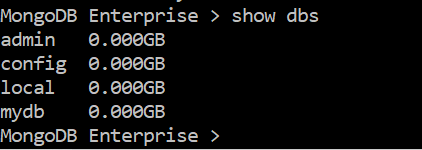 MongoDB Enterprise > show dbs
admin   0.000GB
config  0.000GB
local   0.000GB
mydb    0.000GB
MongoDB Enterprise >